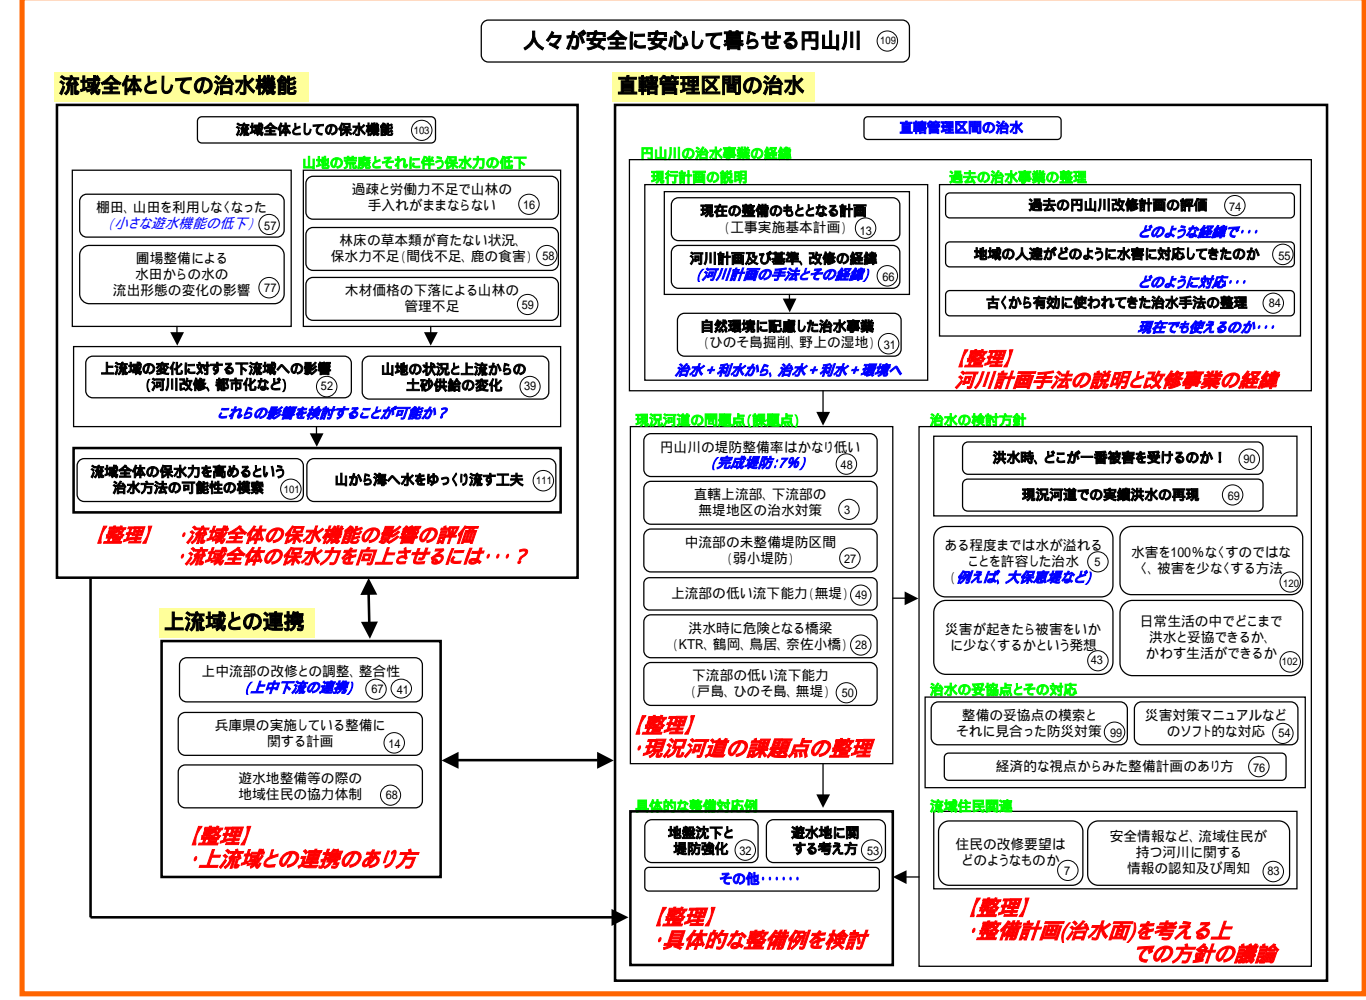 人々が安全に安心して暮らせる円山川 109
流域全体としての治水機能
流域全体としての保水機能 103
山地の荒廃とそれに伴う保水力の低下
棚田、山田を利用しなくなった
(小さな遊水機能の低下) 57
圃場整備による
水田からの水の
流出形態の変化の影響 77
過疎と労働力不足で山林の
手入れがままならない 16
林床の草本類が育たない状況、
保水力不足(間伐不足、鹿の食害) 58
木材価格の下落による山林の
管理不足 59
上流域の変化に対する下流域への影響
(河川改修、都市化など) 52
山地の状況と上流からの
土砂供給の変化 39
これらの影響を検討することが可能か?
流域全体の保水力を高めるという
治水方法の可能性の模索 101
山から海へ水をゆっくり流す工夫 111
【整理】 ・流域全体の保水機能の影響の評価
・流域全体の保水力を向上させるには・・・?
上流域との連携
上中流部の改修との調整、整合性
(上中下流の連携) 67 41
兵庫県の実施している整備に
関する計画 14
遊水地整備等の際の
地域住民の協力体制 68
【整理】
・上流域との連携のあり方
直轄管理区間の治水
直轄管理区間の治水
円山川の治水事業の経緯
現行計画の説明
現在の整備のもととなる計画
(工事実施基本計画) 13
河川計画及び基準、改修の経緯
(河川計画の手法とその経緯) 66
自然環境に配慮した治水事業
(ひのそ島掘削、野上の湿地) 31
治水+利水から、治水+利水+環境へ
過去の治水事業の整理
過去の円山川改修計画の評価 74
どのような経緯で・・・
地域の人達がどのように水害に対応してきたのか 55
どのように対応・・・
古くから有効に使われてきた治水手法の整理 84
現在でも使えるのか・・・
【整理】
河川計画手法の説明と改修事業の経緯
現況河道の問題点(課題点)
円山川の堤防整備率はかなり低い
(完成堤防:7%) 48
直轄上流部、下流部の
無堤地区の治水対策 3
中流部の未整備堤防区間
(弱小堤防) 27
上流部の低い流下能力(無堤) 49
洪水時に危険となる橋梁
(KTR、鶴岡、鳥居、奈佐小橋) 28
下流部の低い流下能力
(戸島、ひのそ島、無堤) 50
【整理】
・現況河道の課題点の整理
治水の検討方針
洪水時、どこが一番被害を受けるのか! 90
現況河道での実績洪水の再現 69
ある程度までは水が溢れる
ことを許容した治水 5
(例えば、大保恵堤など)
水害を100%なくすのではな
く、被害を少なくする方法
120
災害が起きたら被害をいか
に少なくするかという発想
43
日常生活の中でどこまで
洪水と妥協できるか、
かわす生活ができるか 102
治水の妥協点とその対応
整備の妥協点の模索と
それに見合った防災対策 99
災害対策マニュアルなど
のソフト的な対応 54
経済的な視点からみた整備計画のあり方 76
具体的な整備対応例
地盤沈下と
堤防強化 32
遊水地に関
する考え方 53
その他・・・・・・
【整理】
・具体的な整備例を検討
流域住民関連
住民の改修要望は
どのようなものか 7
安全情報など、流域住民が
持つ河川に関する
情報の認知及び周知 83
【整理】
・整備計画(治水面)を考える上
での方針の議論